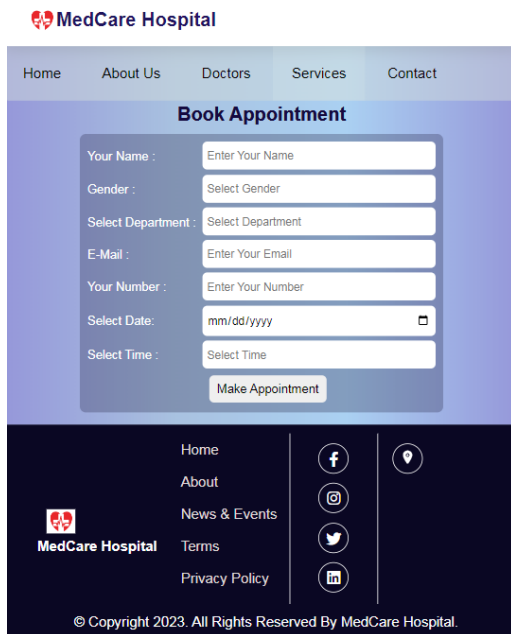 MedCare Hospital
Home About Us Doctors Services Contact
Book Appointment
Your Name : Enter Your Name
Gender : Select Gender
Select Department : Select Department
E-Mail : Enter Your Email
Your Number : Enter Your Number
Select Date: mm/dd/yyyy
Select Time : Select Time
Make Appointment
Home
About
News & Events
MedCare Hospital Terms
Privacy Policy
© Copyright 2023. All Rights Reserved By MedCare Hospital.